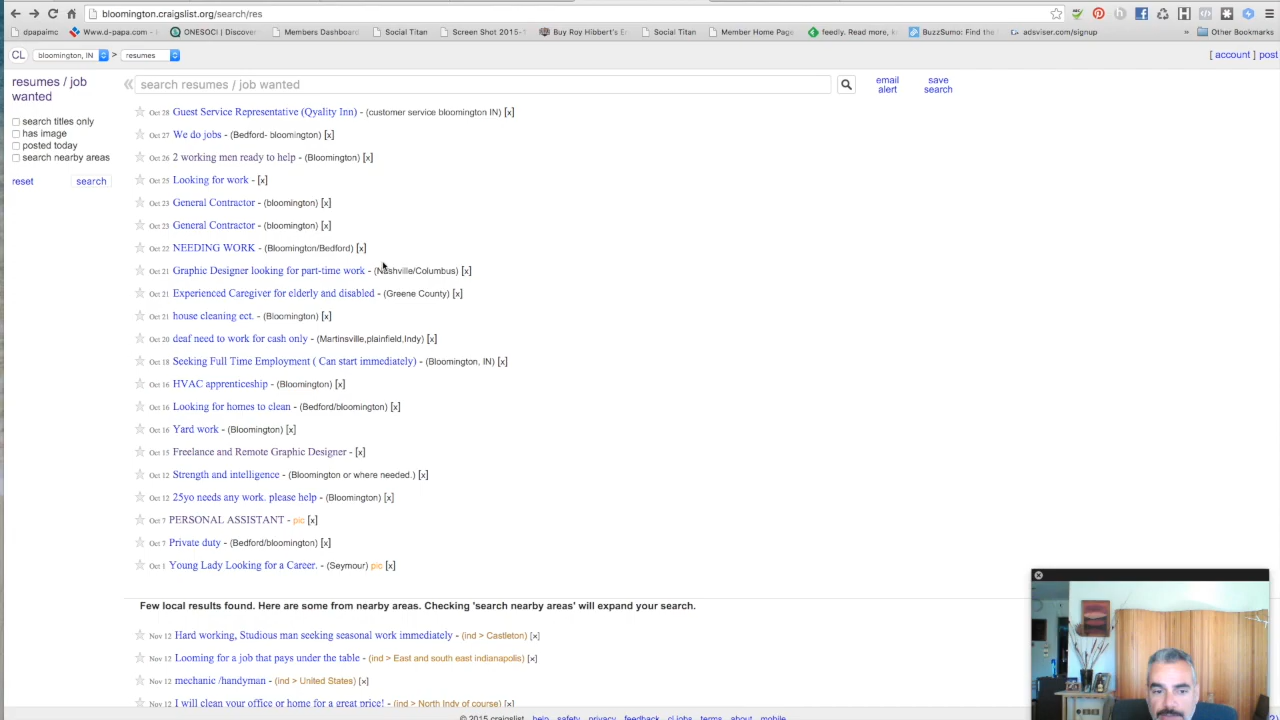 bloomington.craigslist.org/search/res
dpapaimc
Www.d-papa.com -
ONESOCI | Discover
Members Dashboard
Social Titan
Screen Shot 2015-1
Buy Roy Hibbert's E
Social Titan
Member Home Page
feedly. Read more, k
BuzzSumo: Find the
adsviser.com/signup
» Other Bookmarks
CL bloomington, IN > resumes [ account ] post
resumes / job wanted
search titles only
has image
posted today
search nearby areas
reset search
« search resumes / job wanted
email alert
save search
Oct 28 Guest Service Representative (Qyality Inn) - (customer service bloomington IN) [x]
Oct 27 We do jobs - (Bedford- bloomington) [x]
Oct 26 2 working men ready to help - (Bloomington) [x]
Oct 25 Looking for work - [x]
Oct 23 General Contractor - (bloomington) [x]
Oct 23 General Contractor - (bloomington) [x]
Oct 22 NEEDING WORK - (Bloomington/Bedford) [x]
Oct 21 Graphic Designer looking for part-time work - (Nashville/Columbus) [x]
Oct 21 Experienced Caregiver for elderly and disabled - (Greene County) [x]
Oct 21 house cleaning ect. - (Bloomington) [x]
Oct 20 deaf need to work for cash only - (Martinsville,plainfield,Indy) [x]
Oct 18 Seeking Full Time Employment ( Can start immediately) - (Bloomington, IN) [x]
Oct 16 HVAC apprenticeship - (Bloomington) [x]
Oct 16 Looking for homes to clean - (Bedford/bloomington) [x]
Oct 16 Yard work - (Bloomington) [x]
Oct 15 Freelance and Remote Graphic Designer - [x]
Oct 12 Strength and intelligence - (Bloomington or where needed.) [x]
Oct 12 25yo needs any work. please help - (Bloomington) [x]
Oct 7 PERSONAL ASSISTANT - pic [x]
Oct 7 Private duty - (Bedford/bloomington) [x]
Oct 1 Young Lady Looking for a Career. - (Seymour) pic [x]
Few local results found. Here are some from nearby areas. Checking 'search nearby areas' will expand your search.
Nov 12 Hard working, Studious man seeking seasonal work immediately - (ind > Castleton) [x]
Nov 12 Looming for a job that pays under the table - (ind > East and south east indianapolis) [x]
Nov 12 mechanic /handyman - (ind > United States) [x]
Nov 12 I will clean your office or home for a great price! - (ind > North Indy of course) [x]
© 2015 craigslist help safety privacy feedback cl jobs terms about mobile